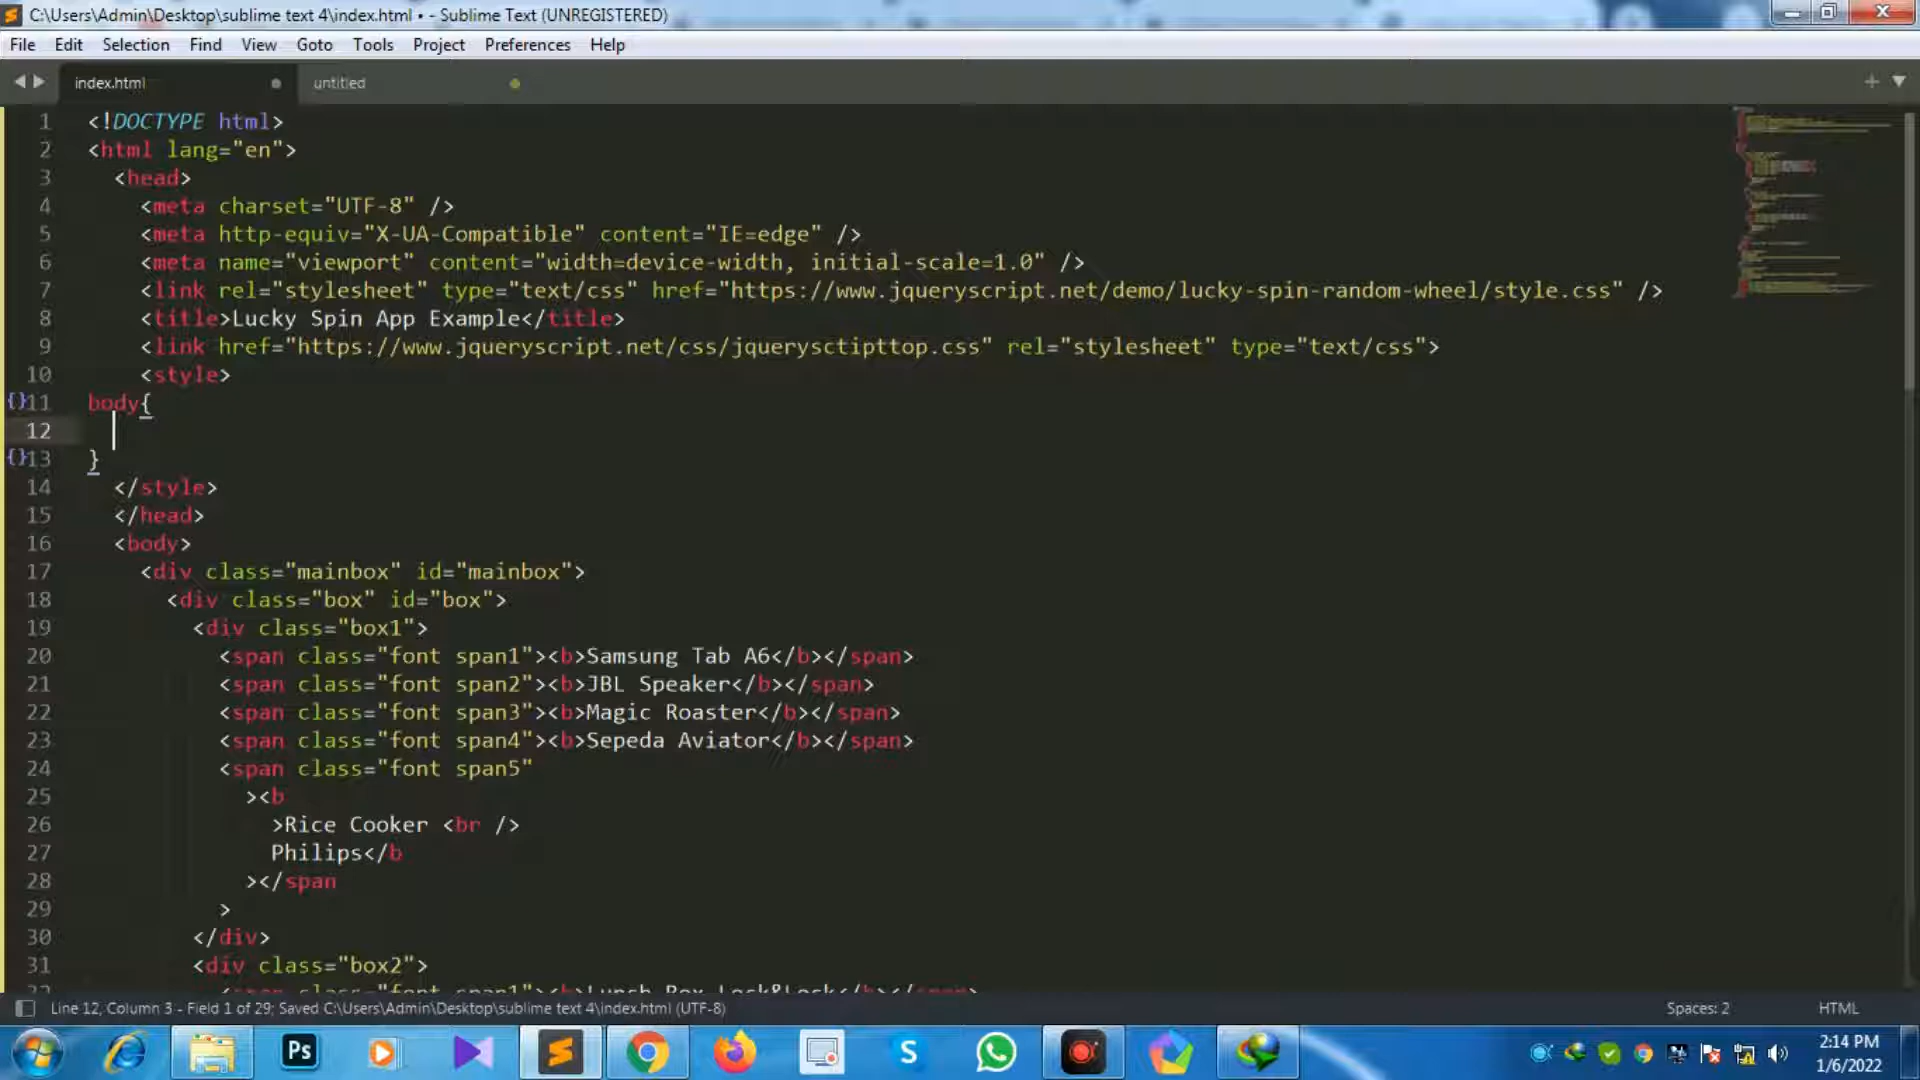 C:\Users\Admin\Desktop\sublime text 4\index.html • - Sublime Text (UNREGISTERED)
File Edit Selection Find View Goto Tools Project Preferences Help
index.html untitled
1 <!DOCTYPE html>
2 <html lang="en">
3 <head>
4 <meta charset="UTF-8" />
5 <meta http-equiv="X-UA-Compatible" content="IE=edge" />
6 <meta name="viewport" content="width=device-width, initial-scale=1.0" />
7 <link rel="stylesheet" type="text/css" href="https://www.jqueryscript.net/demo/lucky-spin-random-wheel/style.css" />
8 <title>Lucky Spin App Example</title>
9 <link href="https://www.jqueryscript.net/css/jquerysctipttop.css" rel="stylesheet" type="text/css">
10 <style>
{}11 body{
12
{}13 }
14 </style>
15 </head>
16 <body>
17 <div class="mainbox" id="mainbox">
18 <div class="box" id="box">
19 <div class="box1">
20 <span class="font span1"><b>Samsung Tab A6</b></span>
21 <span class="font span2"><b>JBL Speaker</b></span>
22 <span class="font span3"><b>Magic Roaster</b></span>
23 <span class="font span4"><b>Sepeda Aviator</b></span>
24 <span class="font span5"
25 ><b
26 >Rice Cooker <br />
27 Philips</b
28 ></span
29 >
30 </div>
31 <div class="box2">
32 <span class="font span1"><b>Lunch Box Lock&Lock</b></span>
Line 12, Column 3 - Field 1 of 29; Saved C:\Users\Admin\Desktop\sublime text 4\index.html (UTF-8) Spaces: 2 HTML
Ps S
2:14 PM
1/6/2022